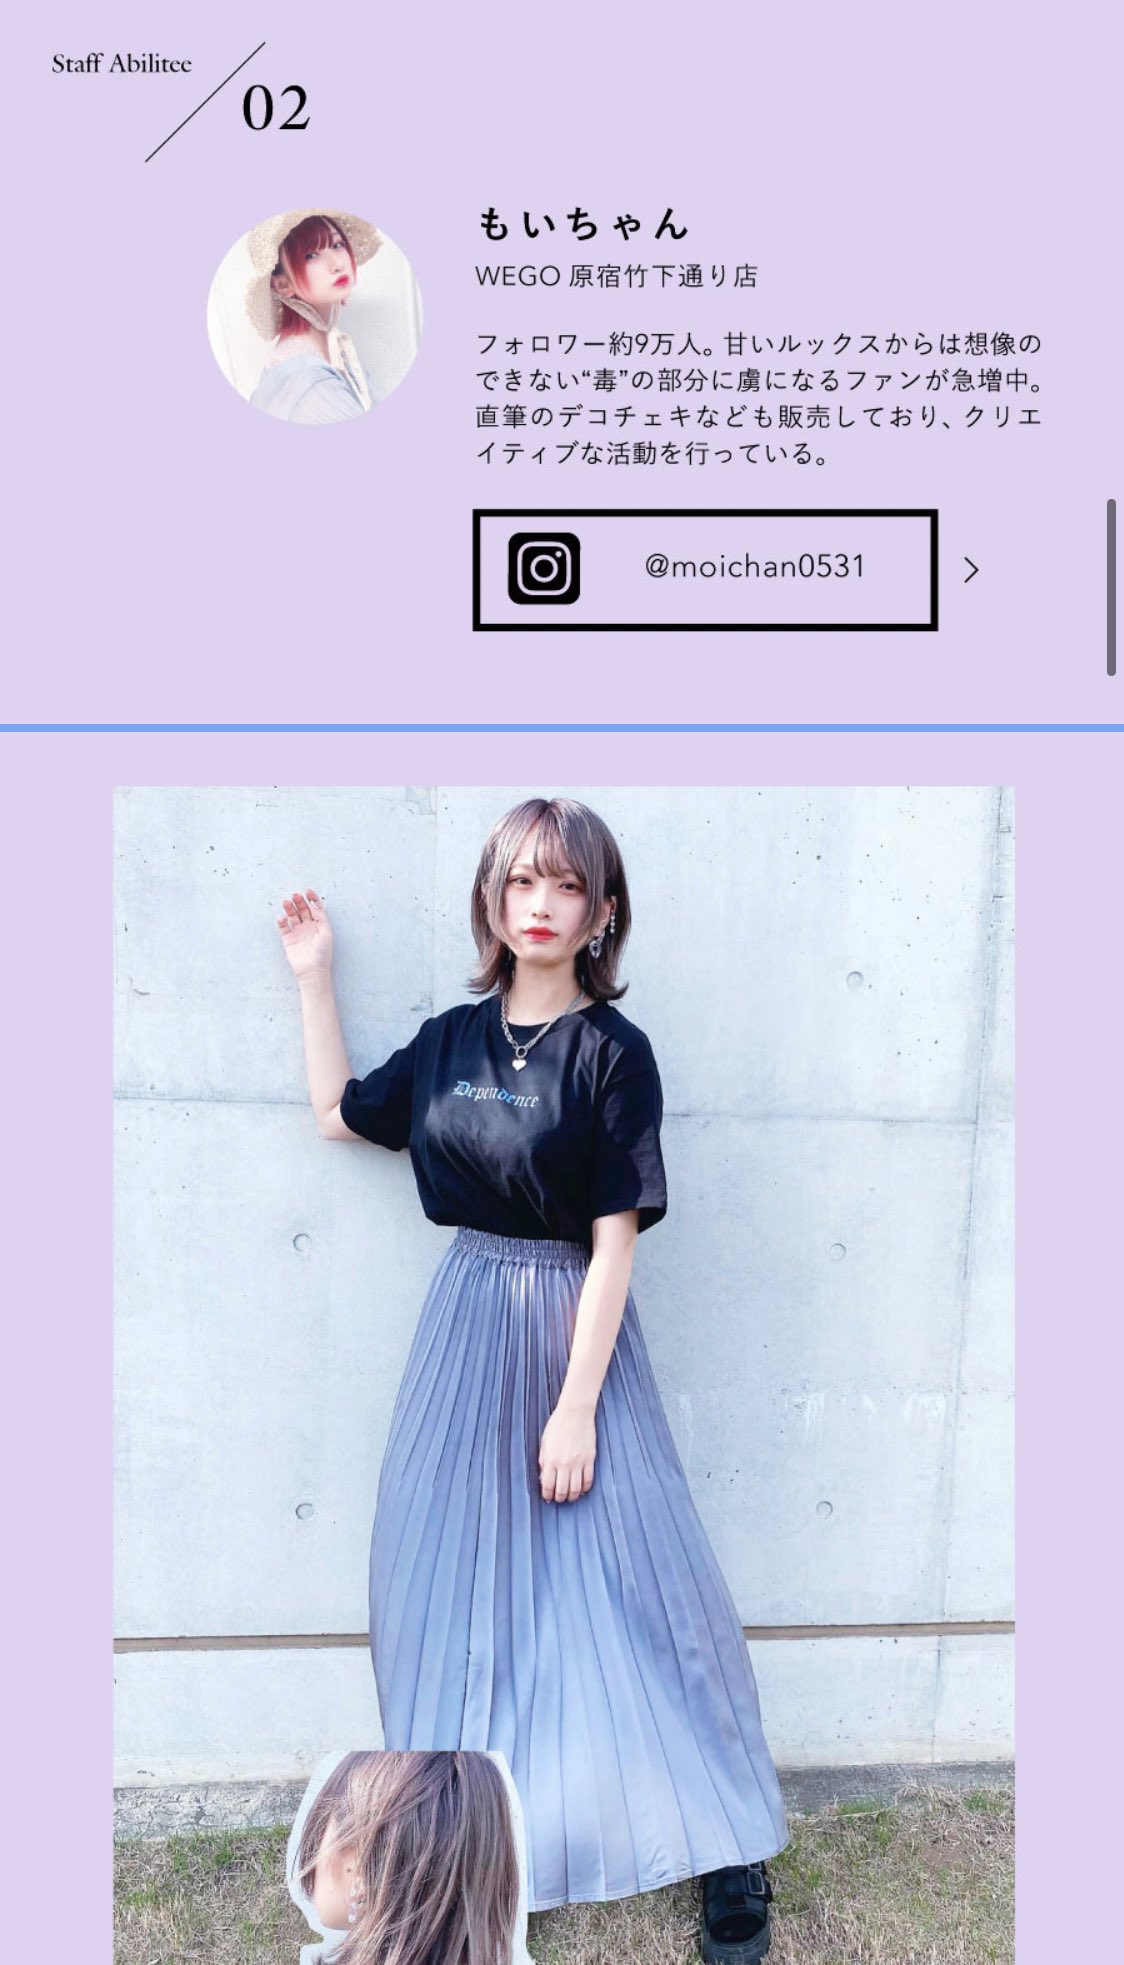 Staff Abilitee
02
もいちゃん
WEGO 原宿竹下通り店
フォロワー約9万人。甘いルックスからは想像の
できない“毒”の部分に虜になるファンが急増中。
直筆のデコチェキなども販売しており、クリエ
イティブな活動を行っている。
@moichan0531
Dependence